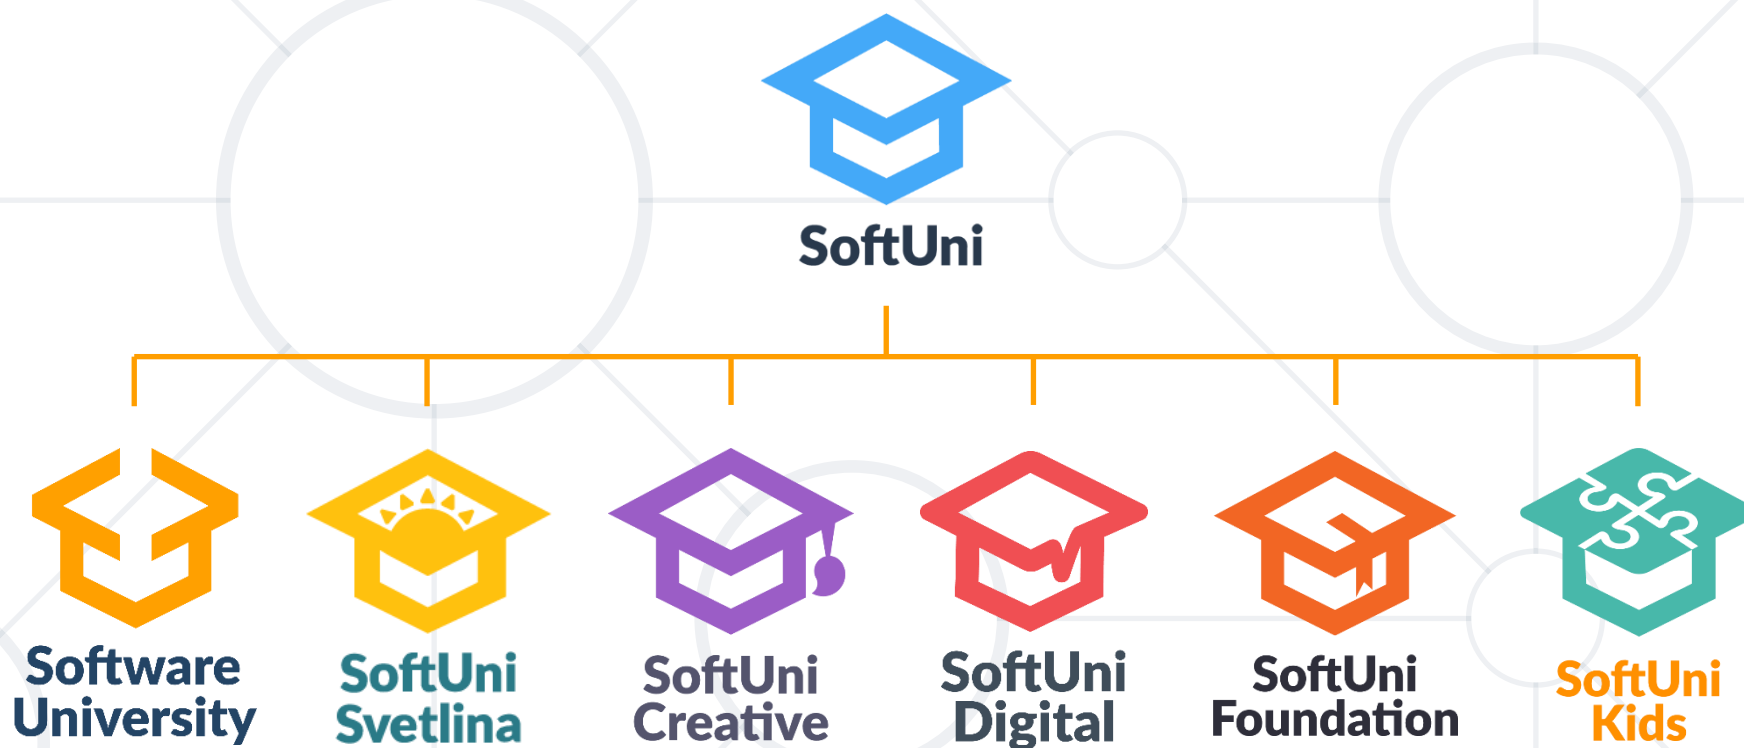 SoftUni
Software
University
SoftUni
Svetlina
SoftUni
Creative
SoftUni
Digital
SoftUni
Foundation
SoftUni
Kids